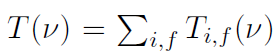 T(ν) = ∑_{i,f} T_{i,f}(ν)